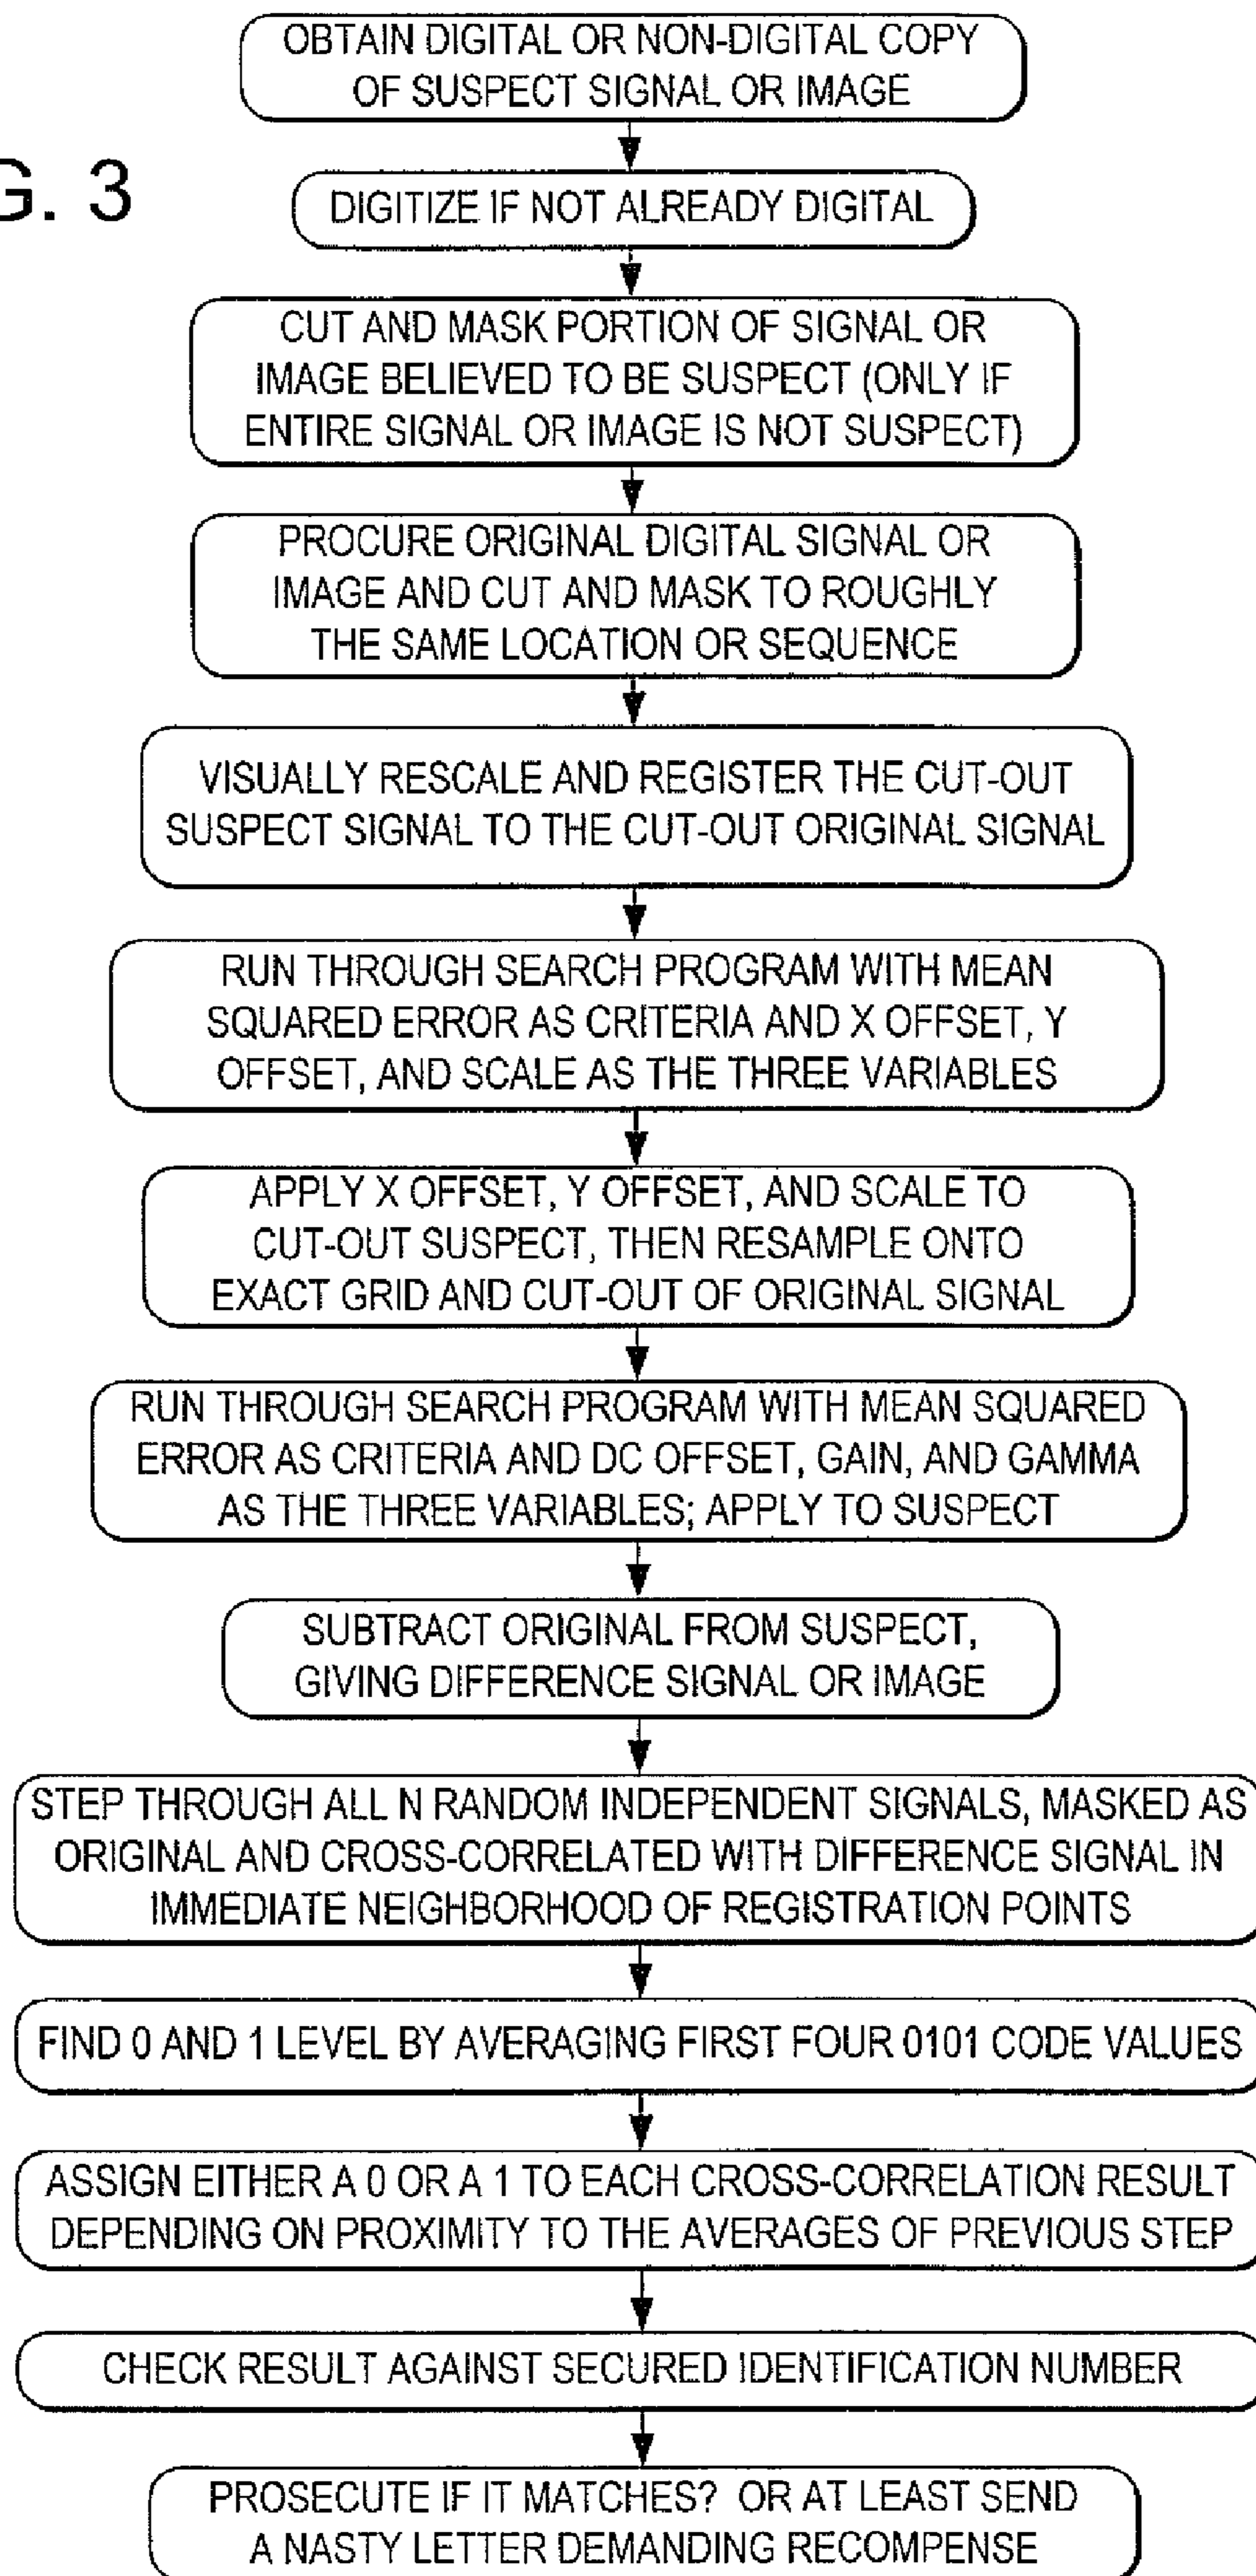 OBTAIN DIGITAL OR NON-DIGITAL COPY
OF SUSPECT SIGNAL OR IMAGE
G. 3
DIGITIZE IF NOT ALREADY DIGITAL
CUT AND MASK PORTION OF SIGNAL OR
IMAGE BELIEVED TO BE SUSPECT (ONLY IF
ENTIRE SIGNAL OR IMAGE IS NOT SUSPECT)
PROCURE ORIGINAL DIGITAL SIGNAL OR
IMAGE AND CUT AND MASK TO ROUGHLY
THE SAME LOCATION OR SEQUENCE
VISUALLY RESCALE AND REGISTER THE CUT-OUT
SUSPECT SIGNAL TO THE CUT-OUT ORIGINAL SIGNAL
RUN THROUGH SEARCH PROGRAM WITH MEAN
SQUARED ERROR AS CRITERIA AND X OFFSET, Y
OFFSET, AND SCALE AS THE THREE VARIABLES
APPLY X OFFSET, Y OFFSET, AND SCALE TO
CUT-OUT SUSPECT, THEN RESAMPLE ONTO
EXACT GRID AND CUT-OUT OF ORIGINAL SIGNAL
RUN THROUGH SEARCH PROGRAM WITH MEAN SQUARED
ERROR AS CRITERIA AND DC OFFSET, GAIN, AND GAMMA
AS THE THREE VARIABLES; APPLY TO SUSPECT
SUBTRACT ORIGINAL FROM SUSPECT,
GIVING DIFFERENCE SIGNAL OR IMAGE
STEP THROUGH ALL N RANDOM INDEPENDENT SIGNALS, MASKED AS
ORIGINAL AND CROSS-CORRELATED WITH DIFFERENCE SIGNAL IN
IMMEDIATE NEIGHBORHOOD OF REGISTRATION POINTS
FIND 0 AND 1 LEVEL BY AVERAGING FIRST FOUR 0101 CODE VALUES
ASSIGN EITHER A 0 OR A 1 TO EACH CROSS-CORRELATION RESULT
DEPENDING ON PROXIMITY TO THE AVERAGES OF PREVIOUS STEP
CHECK RESULT AGAINST SECURED IDENTIFICATION NUMBER
PROSECUTE IF IT MATCHES? OR AT LEAST SEND
A NASTY LETTER DEMANDING RECOMPENSE